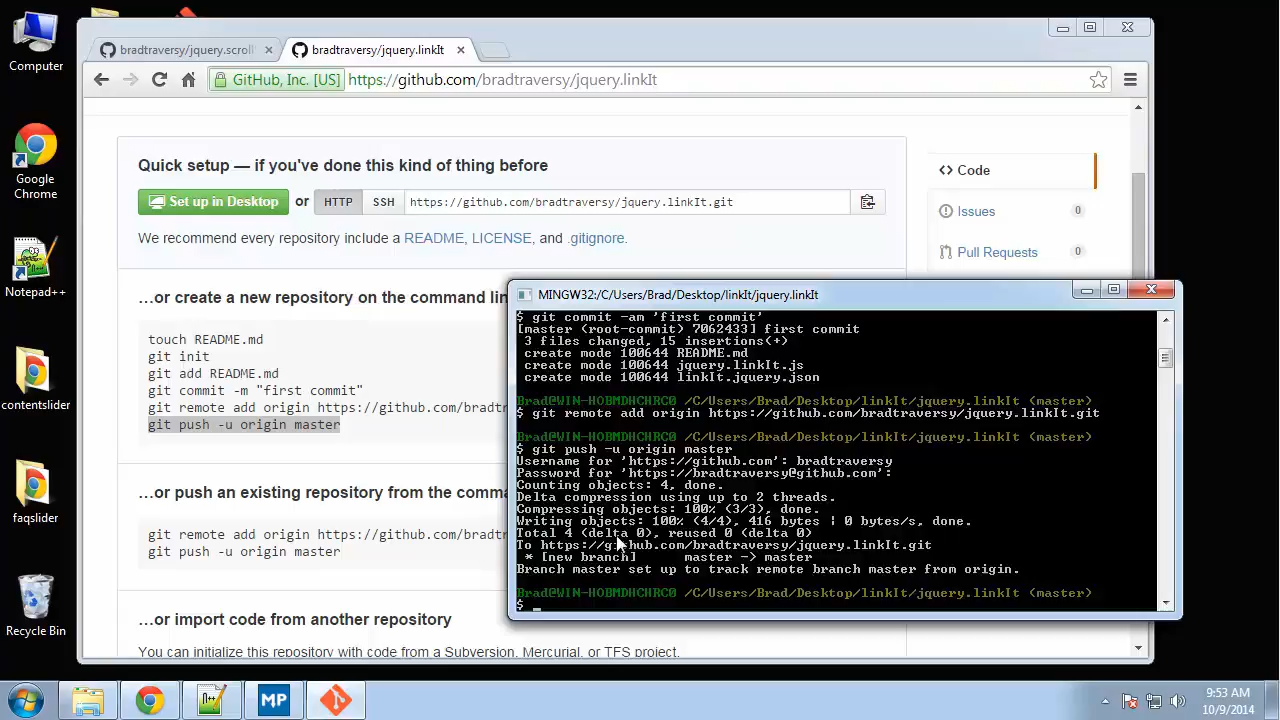 Computer
Google
Chrome
Notepad++
contentslider
faqslider
Recycle Bin
bradtraversy/jquery.scroll
bradtraversy/jquery.linkIt
GitHub, Inc. [US]
https://github.com/bradtraversy/jquery.linkIt
Quick setup — if you've done this kind of thing before
Set up in Desktop or HTTP SSH https://github.com/bradtraversy/jquery.linkIt.git
We recommend every repository include a README, LICENSE, and .gitignore.
<> Code
Issues 0
Pull Requests 0
…or create a new repository on the command lin
touch README.md
git init
git add README.md
git commit -m "first commit"
git remote add origin https://github.com/bradtr
git push -u origin master
…or push an existing repository from the comma
git remote add origin https://github.com/bradtr
git push -u origin master
…or import code from another repository
You can initialize this repository with code from a Subversion, Mercurial, or TFS project.
MINGW32:/C/Users/Brad/Desktop/linkIt/jquery.linkIt
$ git commit -am 'first commit'
[master (root-commit) 7062433] first commit
3 files changed, 15 insertions(+)
create mode 100644 README.md
create mode 100644 jquery.linkIt.js
create mode 100644 linkIt.jquery.json
Brad@WIN-HOBMDHCHRC0 /C/Users/Brad/Desktop/linkIt/jquery.linkIt (master)
$ git remote add origin https://github.com/bradtraversy/jquery.linkIt.git
Brad@WIN-HOBMDHCHRC0 /C/Users/Brad/Desktop/linkIt/jquery.linkIt (master)
$ git push -u origin master
Username for 'https://github.com': bradtraversy
Password for 'https://bradtraversy@github.com':
Counting objects: 4, done.
Delta compression using up to 2 threads.
Compressing objects: 100% (3/3), done.
Writing objects: 100% (4/4), 416 bytes | 0 bytes/s, done.
Total 4 (delta 0), reused 0 (delta 0)
To https://github.com/bradtraversy/jquery.linkIt.git
* [new branch] master -> master
Branch master set up to track remote branch master from origin.
Brad@WIN-HOBMDHCHRC0 /C/Users/Brad/Desktop/linkIt/jquery.linkIt (master)
$ _
MP
9:53 AM
10/9/2014